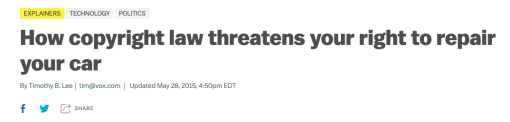 EXPLAINERS TECHNOLOGY POLITICS
How copyright law threatens your right to repair
your car
By Timothy B. Lee | tim@vox.com | Updated May 28, 2015, 4:50pm EDT
f SHARE